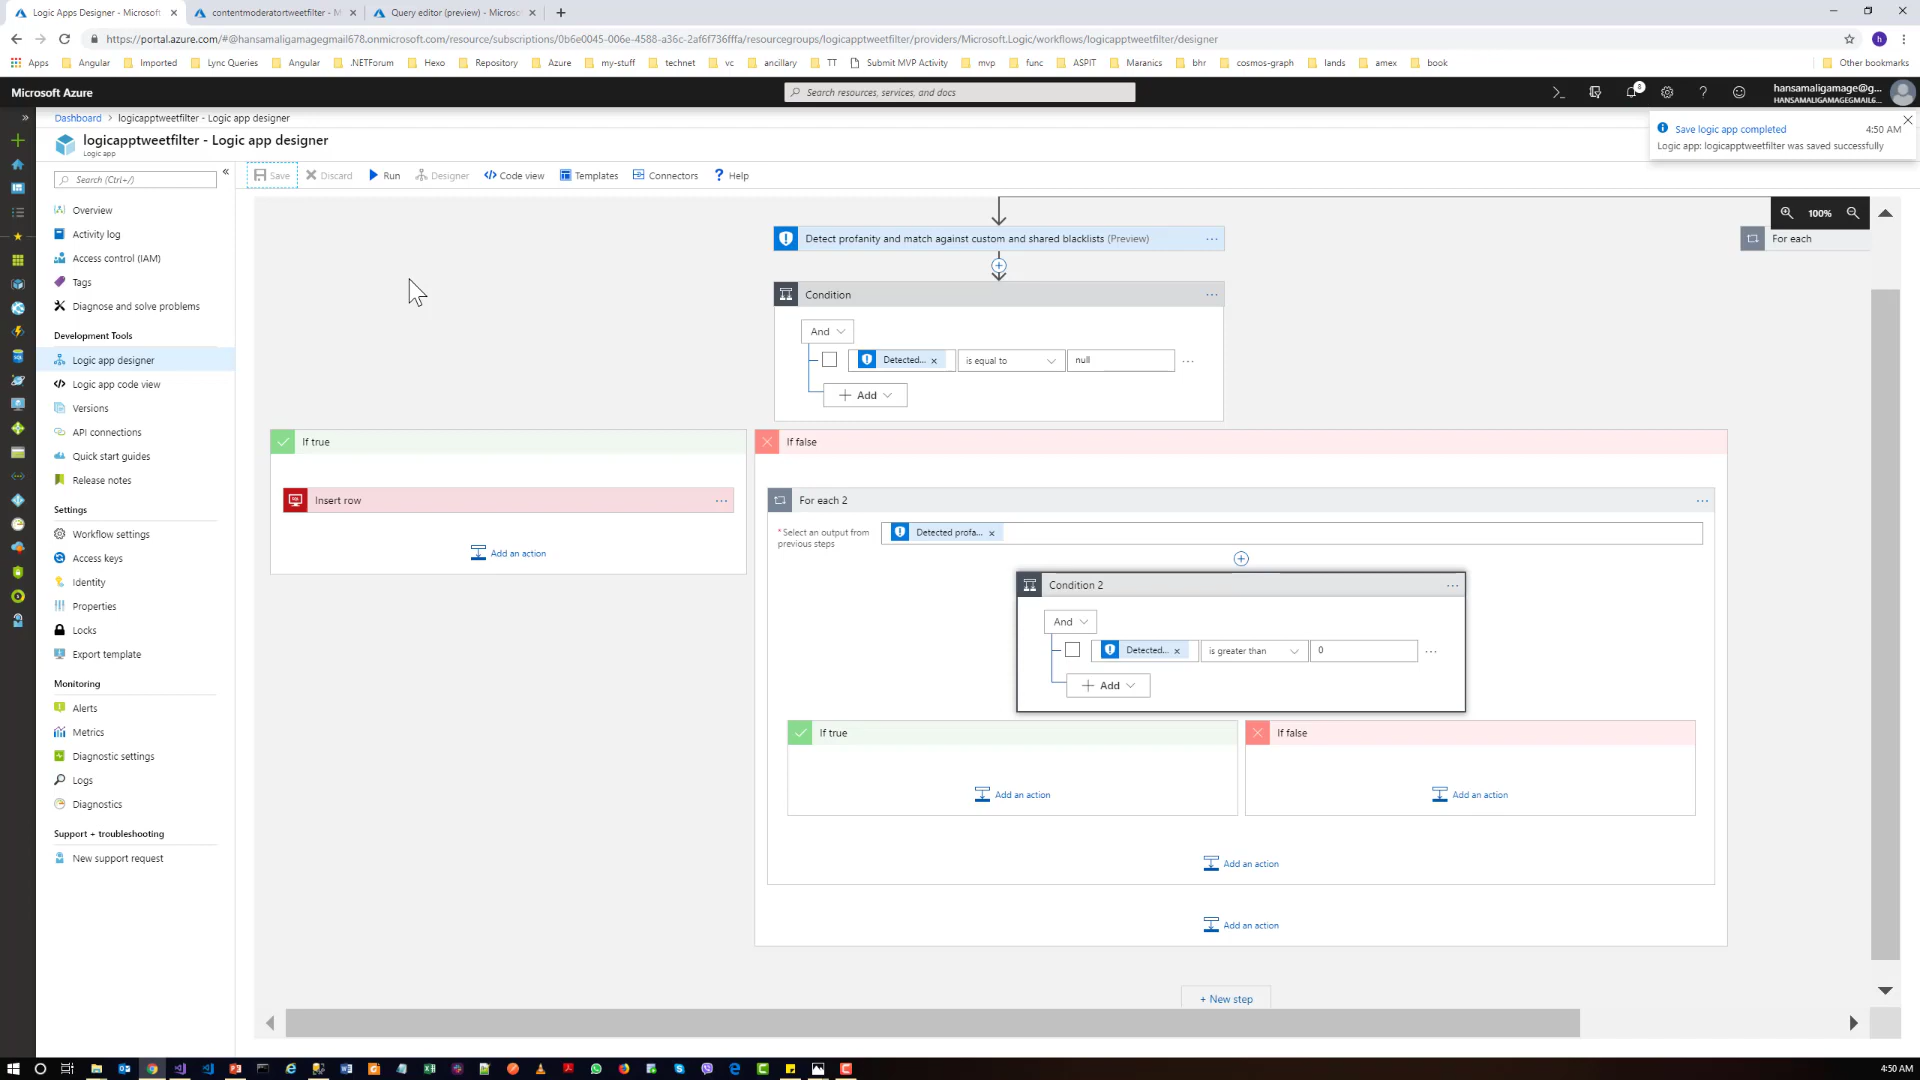 Logic Apps Designer - Microsoft
contentmoderatortweetfilter - M
Query editor (preview) - Microso
https://portal.azure.com/#@hansamaligamagegmail678.onmicrosoft.com/resource/subscriptions/0b6e0045-006e-4588-a36c-2af6f736fffa/resourcegroups/logicapptweetfilter/providers/Microsoft.Logic/workflows/logicapptweetfilter/designer
Apps Angular Imported Lync Queries Angular .NETForum Hexo Repository Azure my-stuff technet vc ancillary TT Submit MVP Activity mvp func ASPIT Maranics bhr cosmos-graph lands amex book Other bookmarks
Microsoft Azure
Search resources, services, and docs
hansamaligamage@g...
HANSAMALIGAMAGEGMAIL6...
Dashboard > logicapptweetfilter - Logic app designer
logicapptweetfilter - Logic app designer
Logic app
Save logic app completed 4:50 AM
Logic app: logicapptweetfilter was saved successfully
Search (Ctrl+/)
Save Discard Run Designer Code view Templates Connectors Help
Overview
Activity log
Access control (IAM)
Tags
Diagnose and solve problems
Development Tools
Logic app designer
Logic app code view
Versions
API connections
Quick start guides
Release notes
Settings
Workflow settings
Access keys
Identity
Properties
Locks
Export template
Monitoring
Alerts
Metrics
Diagnostic settings
Logs
Diagnostics
Support + troubleshooting
New support request
100%
Detect profanity and match against custom and shared blacklists (Preview)
For each
Condition
And
Detected... x is equal to null
Add
If true
If false
Insert row
Add an action
For each 2
*Select an output from previous steps
Detected profa... x
Condition 2
And
Detected... x is greater than 0
Add
If true
If false
Add an action
Add an action
Add an action
Add an action
+ New step
4:50 AM